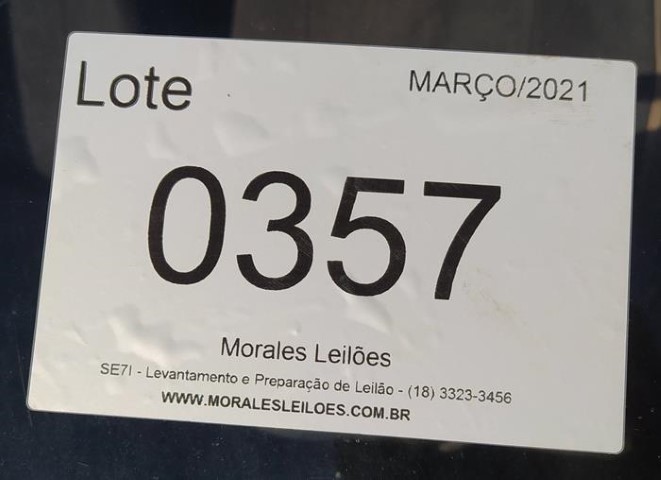 Lote MARÇO/2021
0357
Morales Leilões
SE7I - Levantamento e Preparação de Leilão - (18) 3323-3456
WWW.MORALESLEILOES.COM.BR